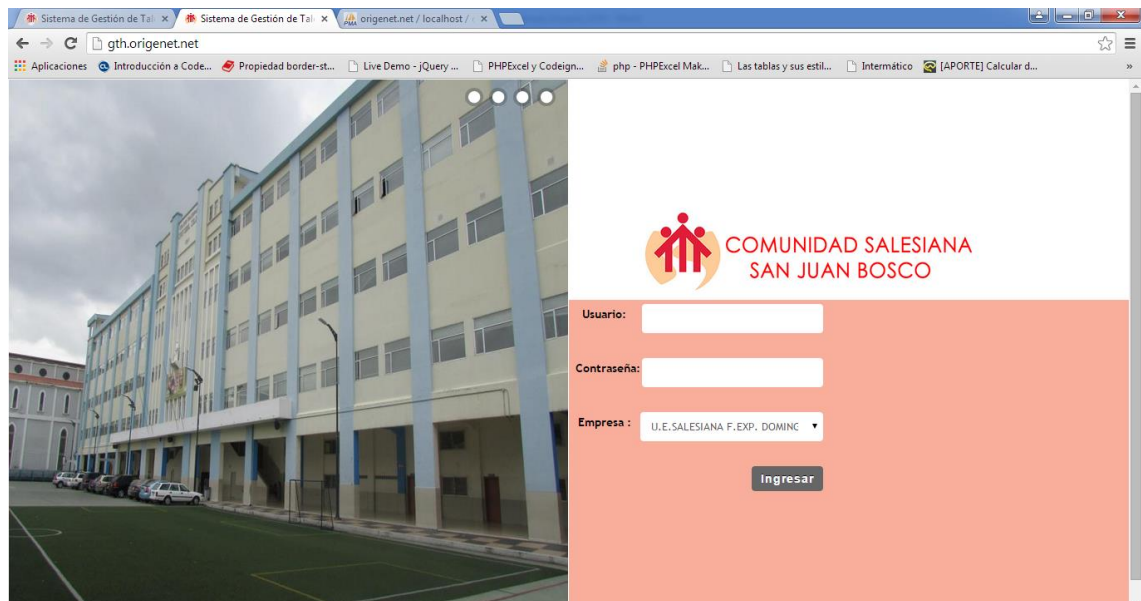 Sistema de Gestión de Tal
Sistema de Gestión de Tal
origenet.net / localhost /
gth.origenet.net
Aplicaciones
Introducción a Code...
Propiedad border-st...
Live Demo - jQuery ...
PHPExcel y Codeign...
php - PHPExcel Mak...
Las tablas y sus estil...
Intermático
[APORTE] Calcular d...
»
COMUNIDAD SALESIANA
SAN JUAN BOSCO
Usuario:
Contraseña:
Empresa :
U.E.SALESIANA F.EXP. DOMINC
Ingresar